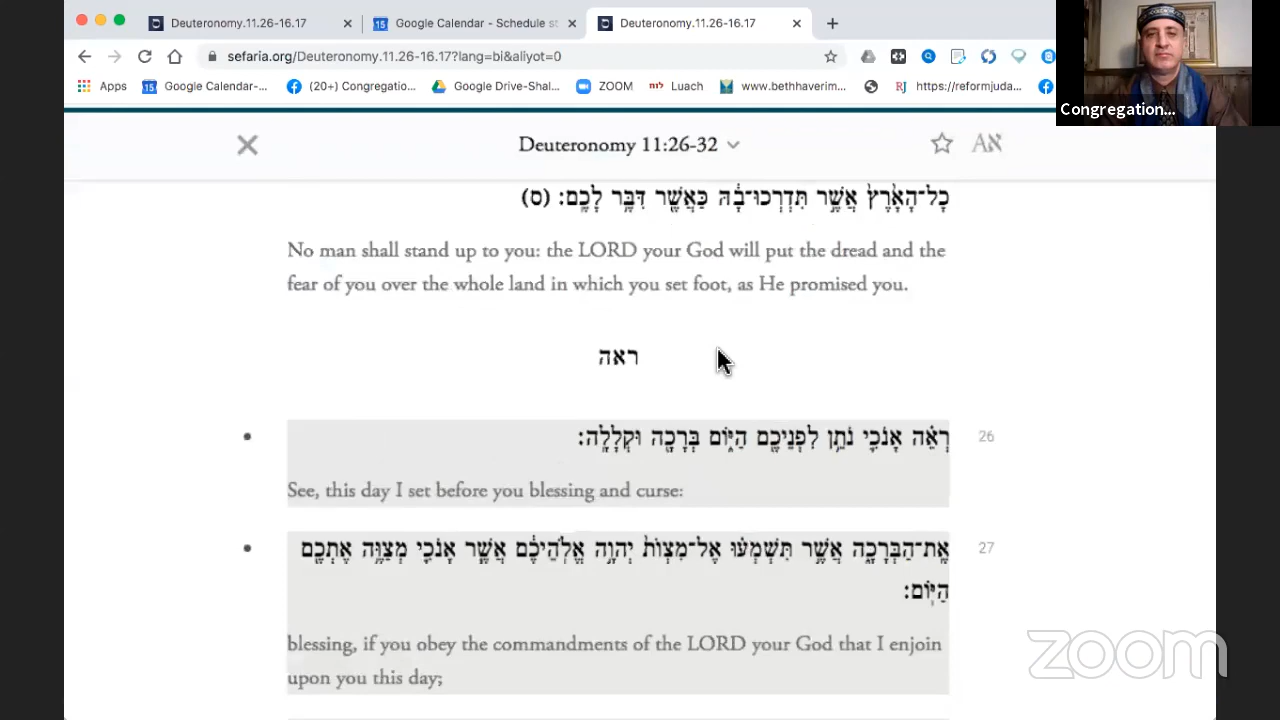 Deuteronomy.11.26-16.17
Google Calendar - Schedule st
Deuteronomy.11.26-16.17
sefaria.org/Deuteronomy.11.26-16.17?lang=bi&aliyot=0
Apps
Google Calendar-...
(20+) Congregatio...
Google Drive-Shal...
ZOOM
Luach
www.bethhaverim...
https://reformjuda...
Congregation...
Deuteronomy 11:26-32
כׇּל־הָאָ֙רֶץ֙ אֲשֶׁ֣ר תִּדְרְכוּ־בָ֔הּ כַּאֲשֶׁ֖ר דִּבֶּ֥ר לָכֶֽם׃ (ס)
No man shall stand up to you: the LORD your God will put the dread and the
fear of you over the whole land in which you set foot, as He promised you.
ראה
רְאֵ֗ה אָנֹכִ֛י נֹתֵ֥ן לִפְנֵיכֶ֖ם הַיּ֑וֹם בְּרָכָ֖ה וּקְלָלָֽה׃
26
See, this day I set before you blessing and curse:
אֶֽת־הַבְּרָכָ֑ה אֲשֶׁ֣ר תִּשְׁמְע֗וּ אֶל־מִצְוֺת֙ יְהֹוָ֣ה אֱלֹֽהֵיכֶ֔ם אֲשֶׁ֧ר אָנֹכִ֛י מְצַוֶּ֥ה אֶתְכֶ֖ם
27
הַיּֽוֹם׃
blessing, if you obey the commandments of the LORD your God that I enjoin
upon you this day;
zoom